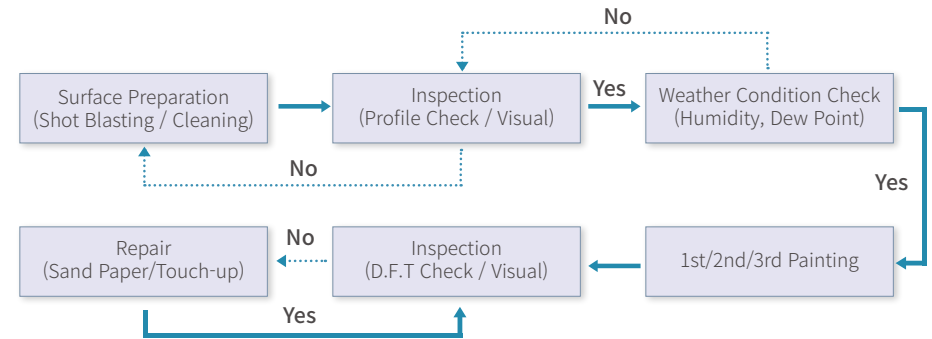 No
Surface Preparation
(Shot Blasting / Cleaning)
Inspection
(Profile Check / Visual)
Yes
Weather Condition Check
(Humidity, Dew Point)
No
Yes
Repair
(Sand Paper/Touch-up)
No
Inspection
(D.F.T Check / Visual)
1st/2nd/3rd Painting
Yes